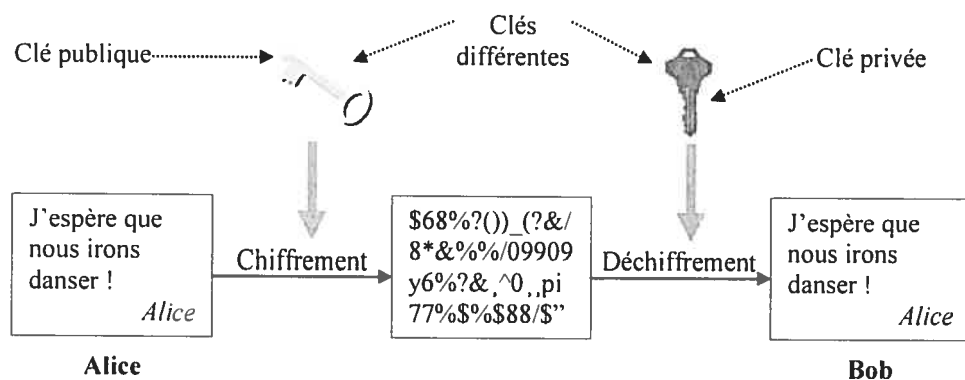 Clé publique
Clés
différentes
Clé privée
J'espère que
nous irons
danser !
Alice
Chiffrement
$68%?())_(?&/
8*&%%/09909
y6%?&¸^0¸¸pi
77%$%$88/$”
Déchiffrement
J'espère que
nous irons
danser !
Alice
Alice
Bob